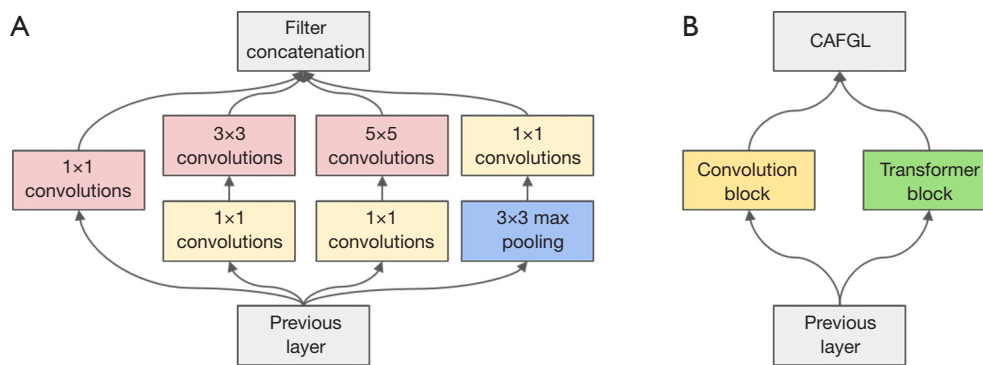 A
Filter
concatenation
1×1
convolutions
3×3
convolutions
5×5
convolutions
1×1
convolutions
1×1
convolutions
1×1
convolutions
3×3 max
pooling
Previous
layer
B
CAFGL
Convolution
block
Transformer
block
Previous
layer